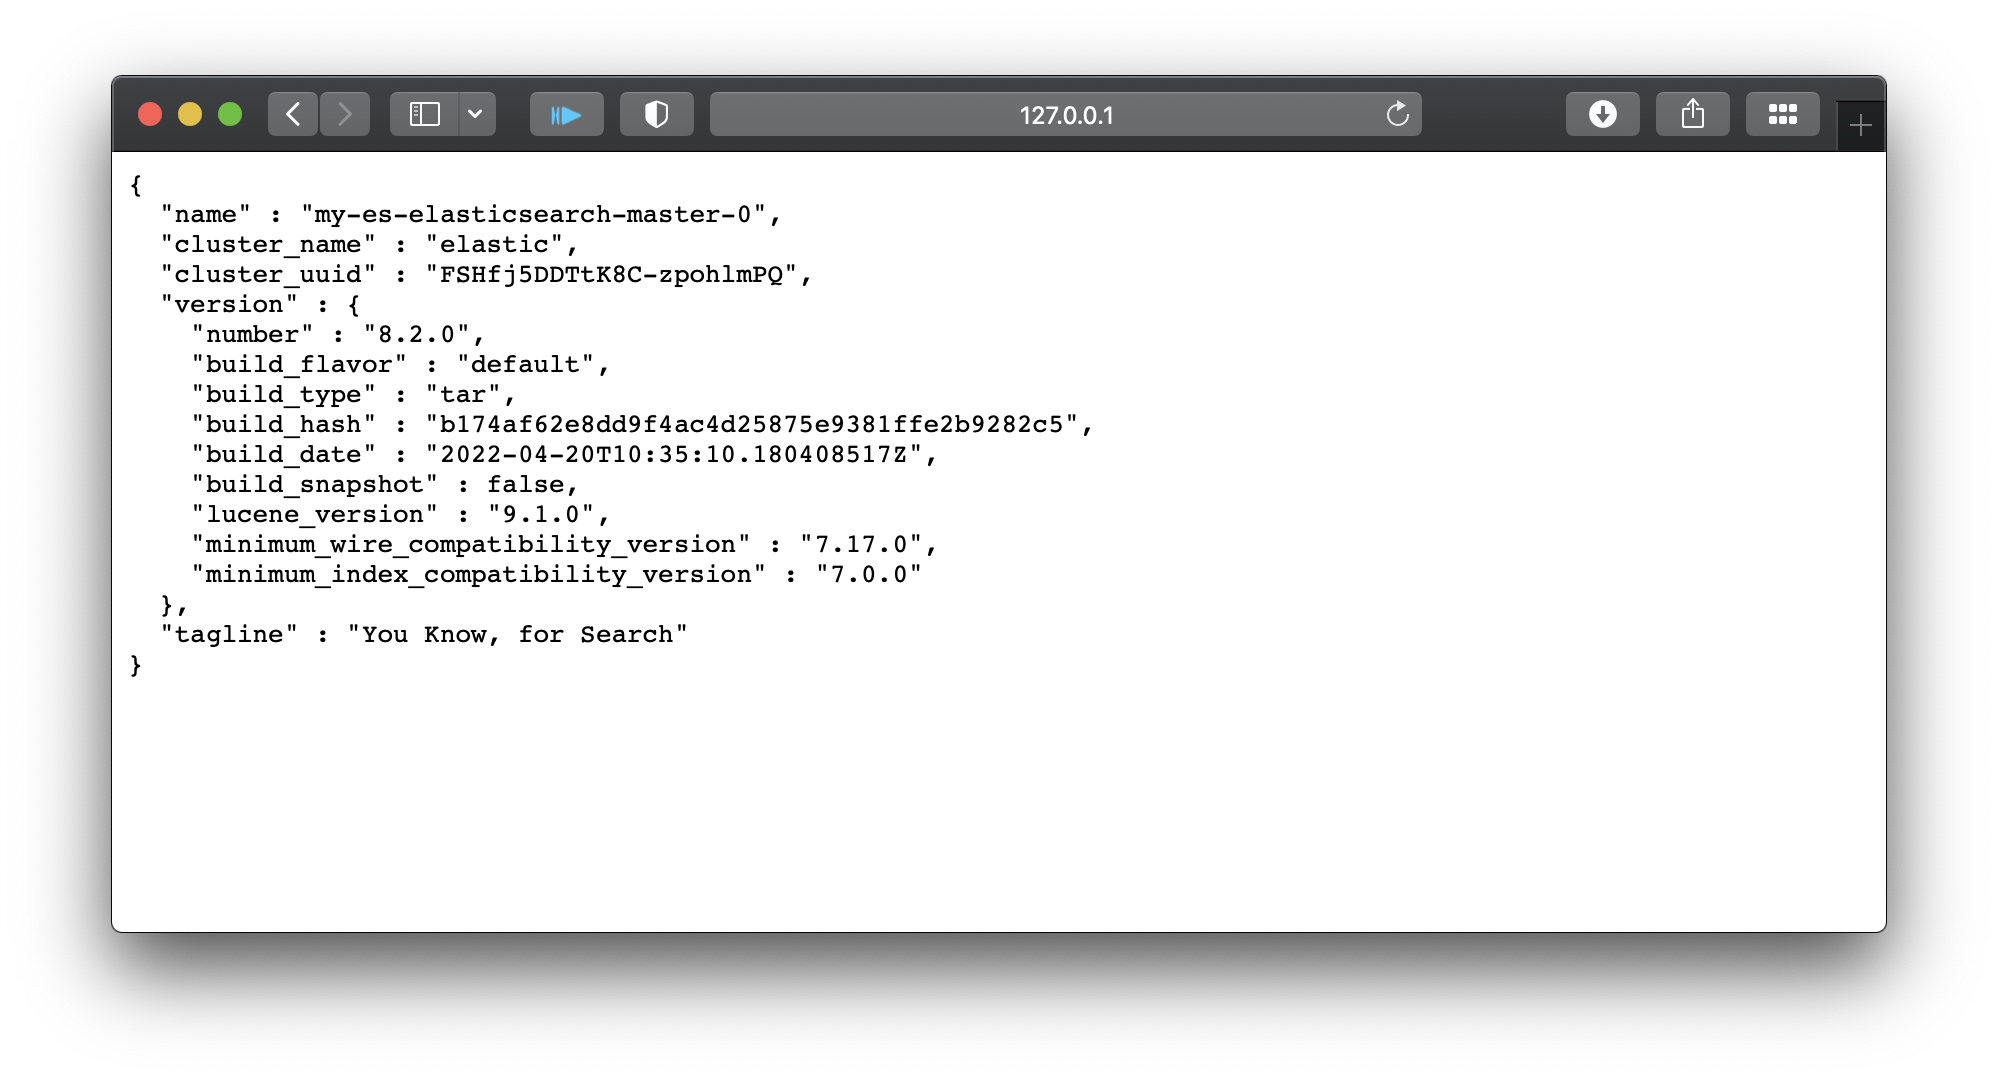 127.0.0.1
{
  "name" : "my-es-elasticsearch-master-0",
  "cluster_name" : "elastic",
  "cluster_uuid" : "FSHfj5DDTtK8C-zpohlmPQ",
  "version" : {
    "number" : "8.2.0",
    "build_flavor" : "default",
    "build_type" : "tar",
    "build_hash" : "b174af62e8dd9f4ac4d25875e9381ffe2b9282c5",
    "build_date" : "2022-04-20T10:35:10.180408517Z",
    "build_snapshot" : false,
    "lucene_version" : "9.1.0",
    "minimum_wire_compatibility_version" : "7.17.0",
    "minimum_index_compatibility_version" : "7.0.0"
  },
  "tagline" : "You Know, for Search"
}